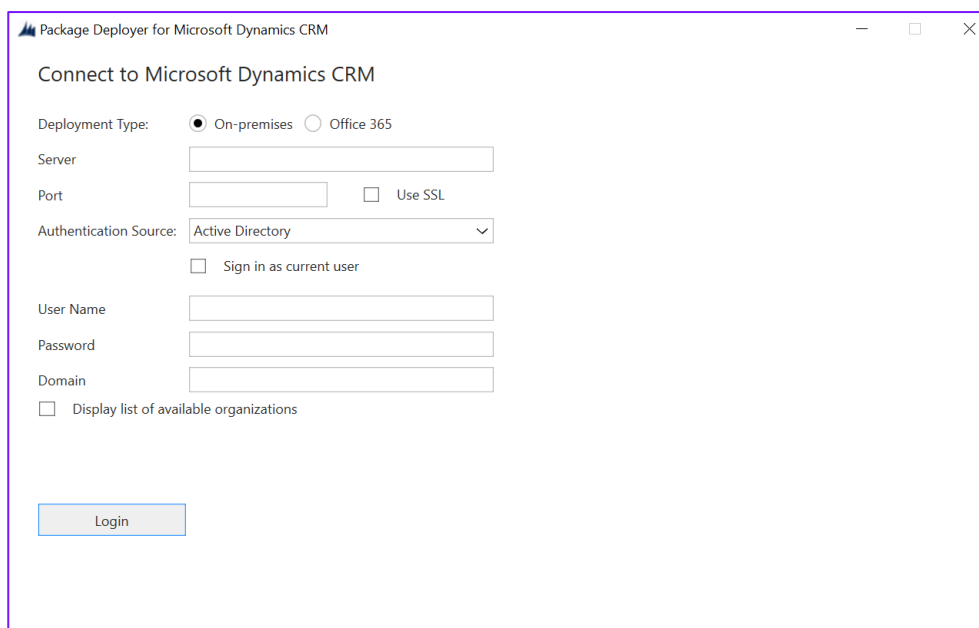 Package Deployer for Microsoft Dynamics CRM
Connect to Microsoft Dynamics CRM
Deployment Type: On-premises Office 365
Server
Port Use SSL
Authentication Source: Active Directory
Sign in as current user
User Name
Password
Domain
Display list of available organizations
Login